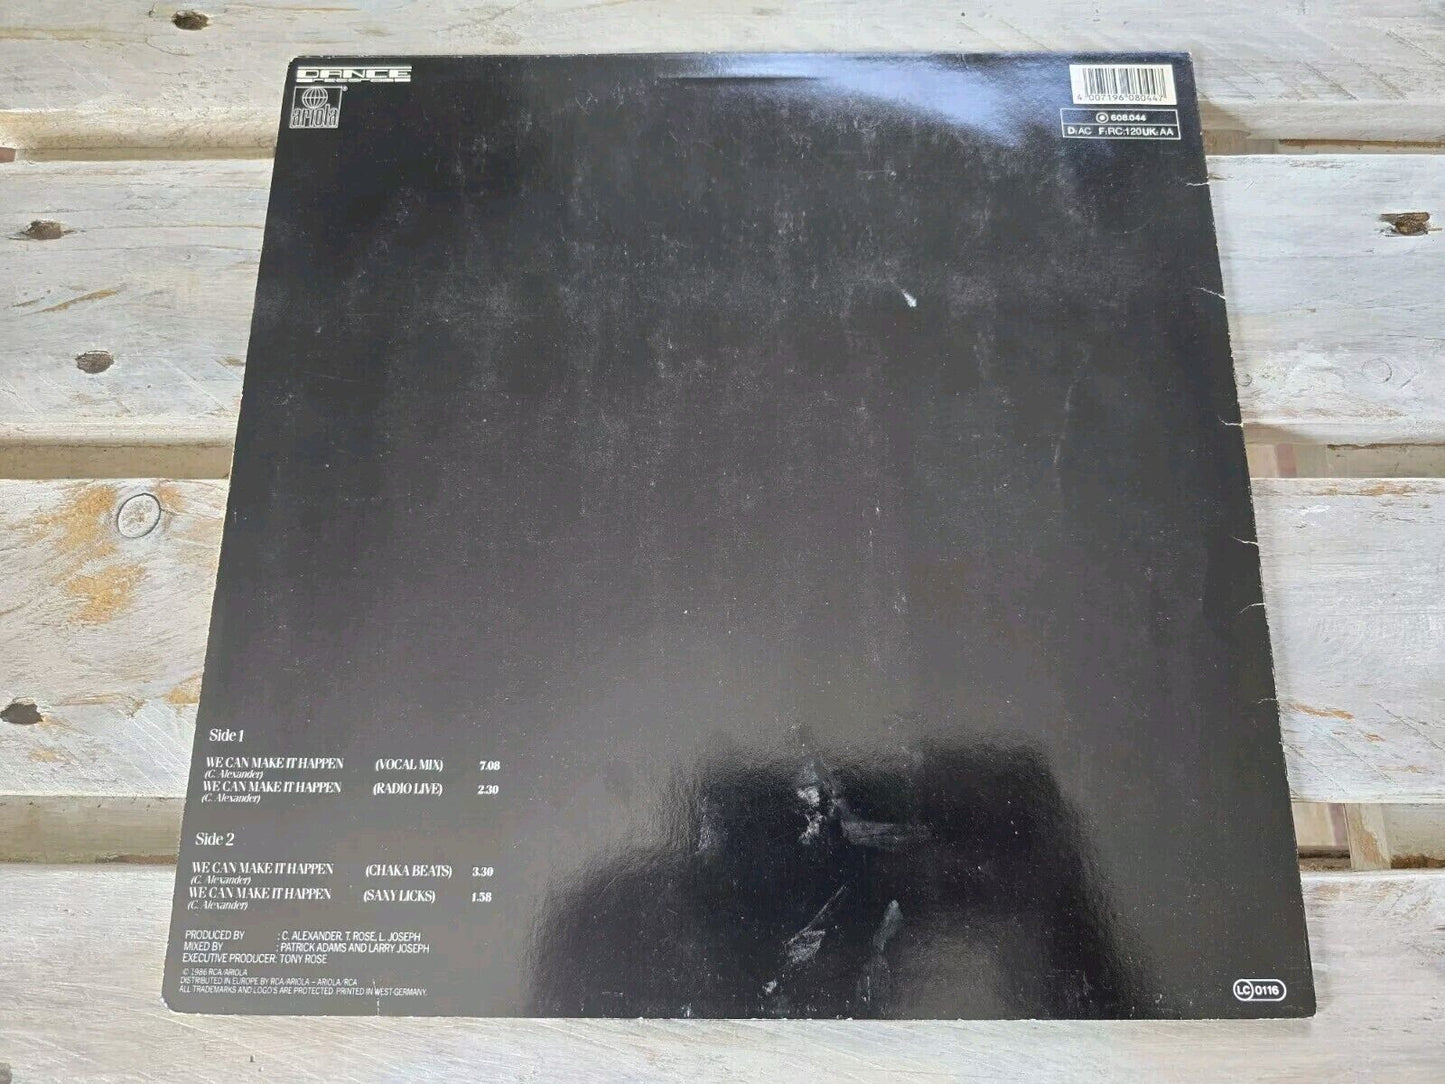 DANCE
ariola
4 007196 080447
608.044
D: AC F: RC: 120 UK: AA
Side 1
WE CAN MAKE IT HAPPEN (VOCAL MIX) 7.08
(C. Alexander)
WE CAN MAKE IT HAPPEN (RADIO LIVE) 2.30
(C. Alexander)
Side 2
WE CAN MAKE IT HAPPEN (CHAKA BEATS) 3.30
(C. Alexander)
WE CAN MAKE IT HAPPEN (SAXY LICKS) 1.58
(C. Alexander)
PRODUCED BY : C. ALEXANDER, T. ROSE, L. JOSEPH
MIXED BY : PATRICK ADAMS AND LARRY JOSEPH
EXECUTIVE PRODUCER: TONY ROSE
© 1986 RCA/ARIOLA
DISTRIBUTED IN EUROPE BY RCA/ARIOLA – ARIOLA/RCA
ALL TRADEMARKS AND LOGO'S ARE PROTECTED. PRINTED IN WEST-GERMANY.
LC 0116